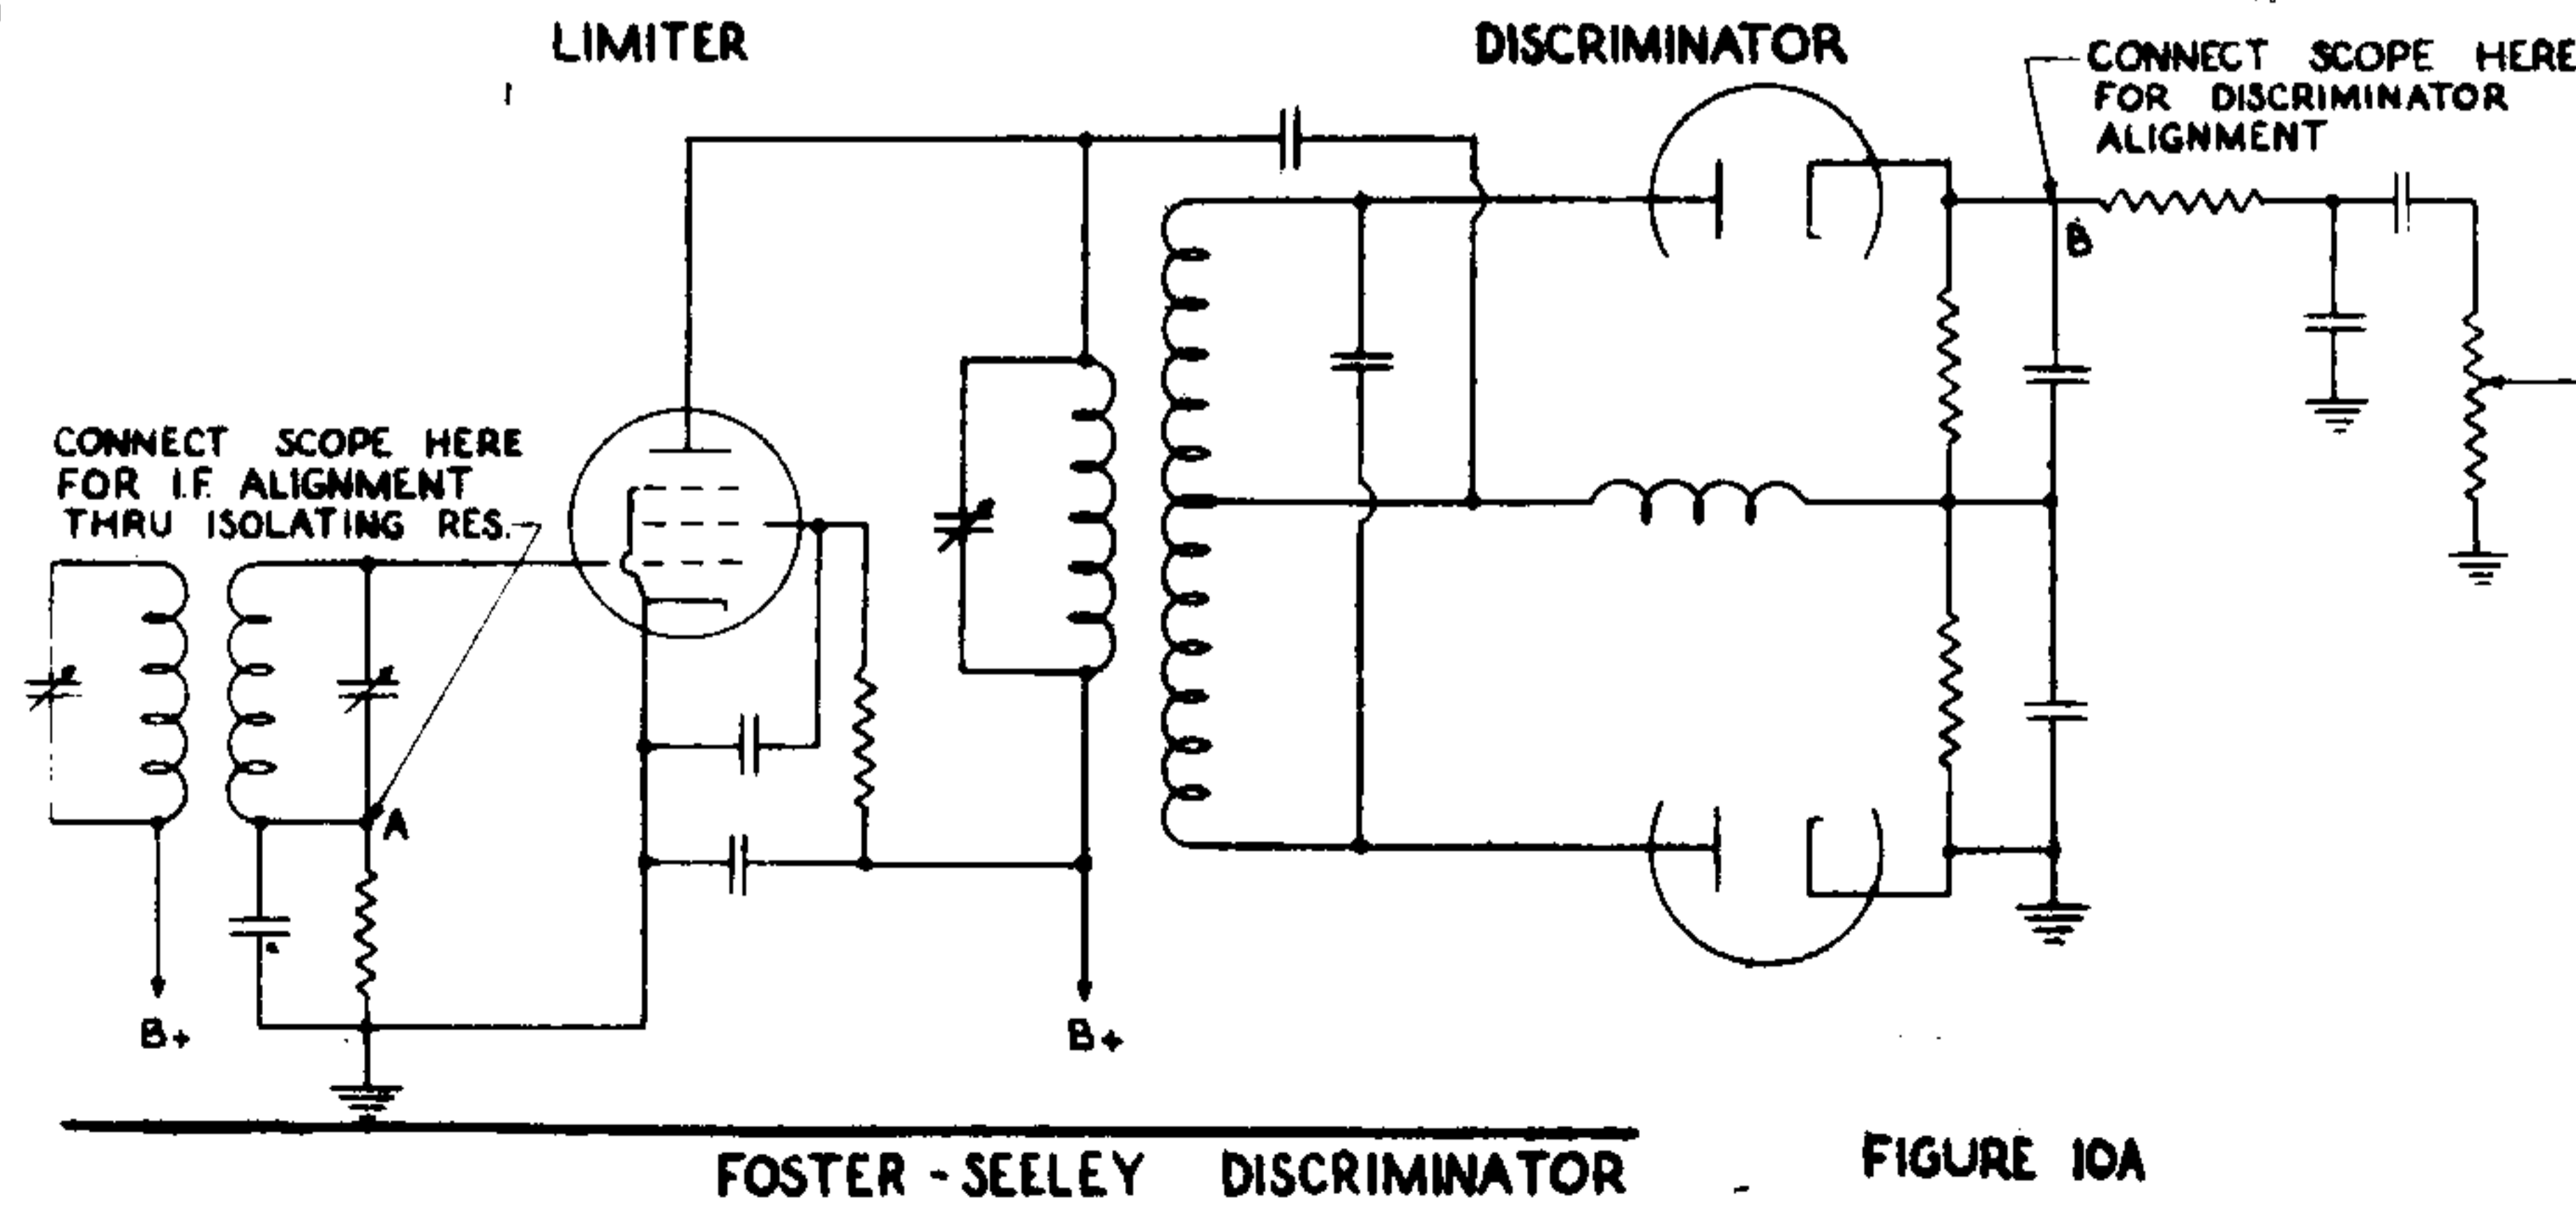 LIMITER
DISCRIMINATOR
CONNECT SCOPE HERE
FOR DISCRIMINATOR
ALIGNMENT
B
CONNECT SCOPE HERE
FOR I.F. ALIGNMENT
THRU ISOLATING RES.
A
B+
B+
FOSTER - SEELEY DISCRIMINATOR
FIGURE 10A